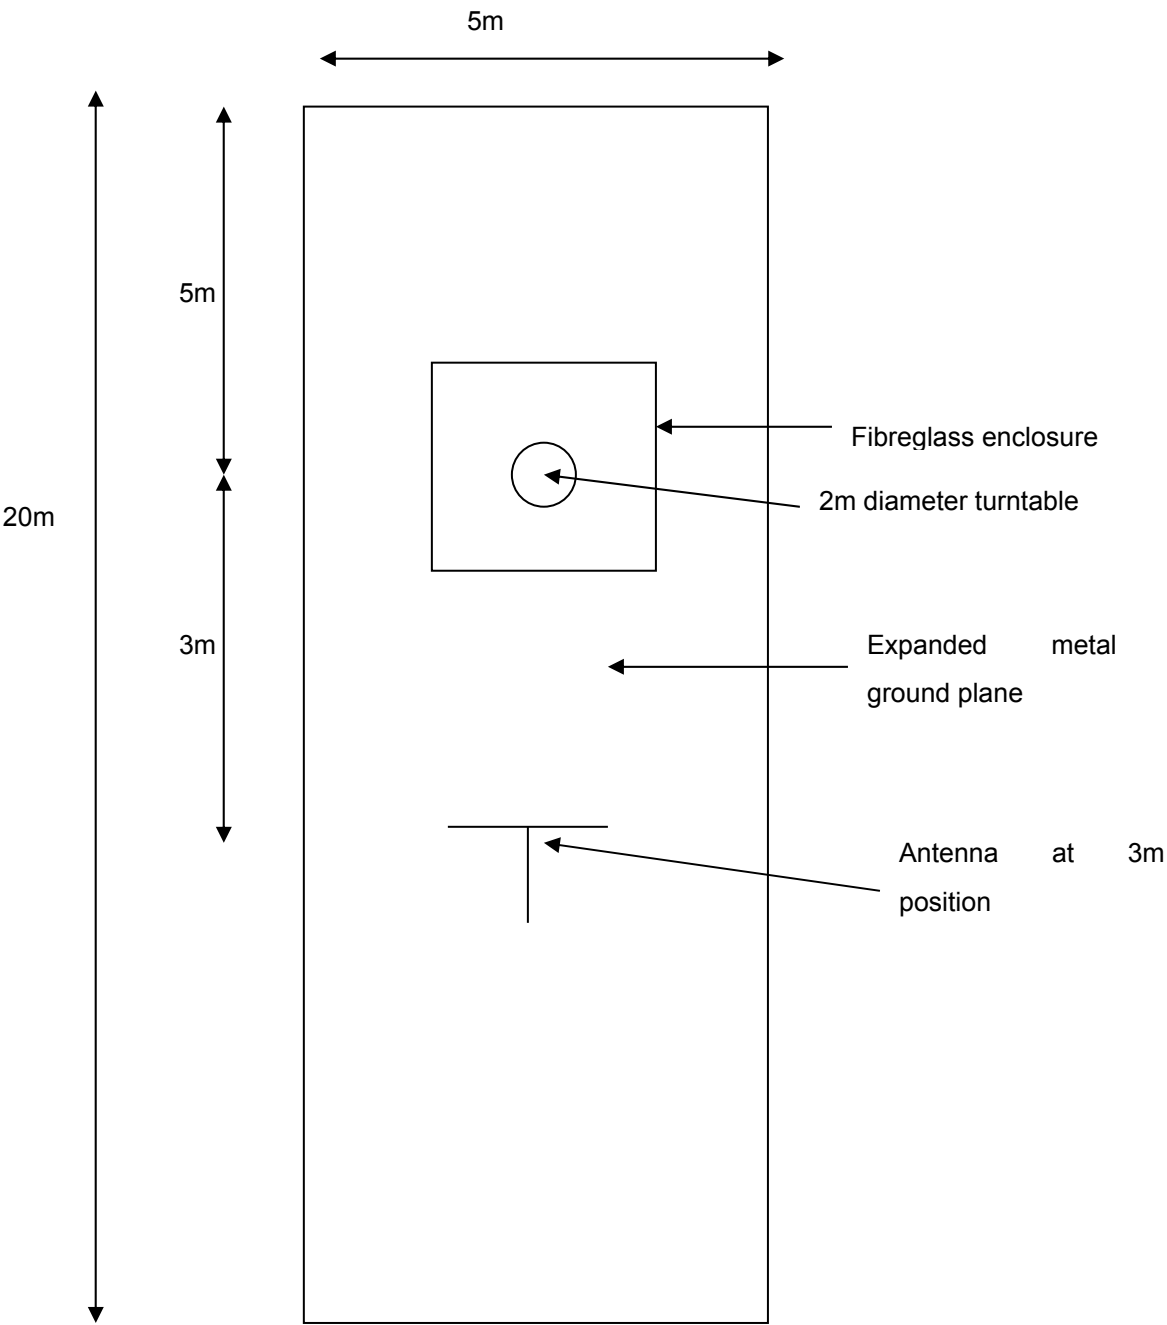 5m
5m
Fibreglass enclosure
2m diameter turntable
20m
3m
Expanded metal
ground plane
Antenna at 3m
position